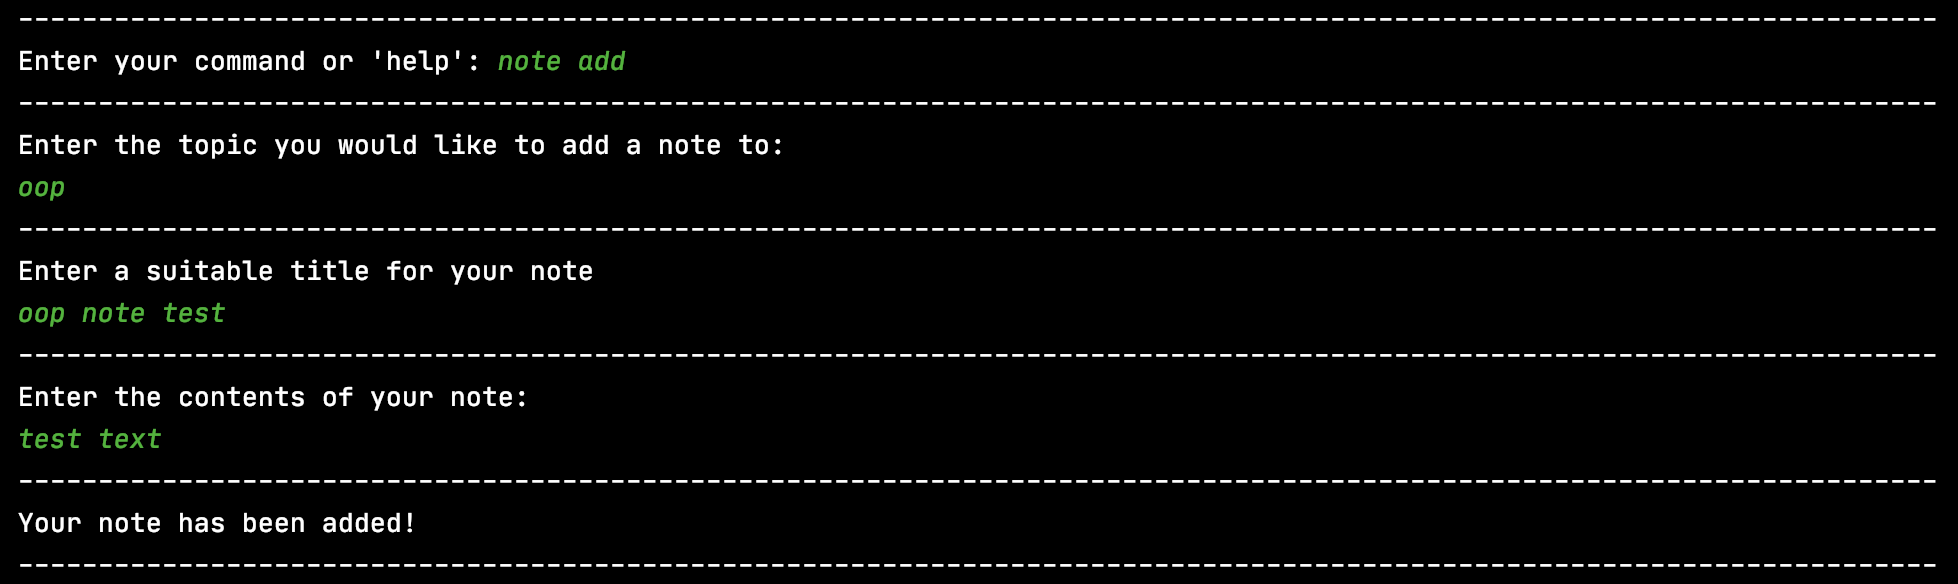 ------------------------------------------------------------------------------------------------------------------------
Enter your command or 'help': note add
------------------------------------------------------------------------------------------------------------------------
Enter the topic you would like to add a note to:
oop
------------------------------------------------------------------------------------------------------------------------
Enter a suitable title for your note
oop note test
------------------------------------------------------------------------------------------------------------------------
Enter the contents of your note:
test text
------------------------------------------------------------------------------------------------------------------------
Your note has been added!
------------------------------------------------------------------------------------------------------------------------